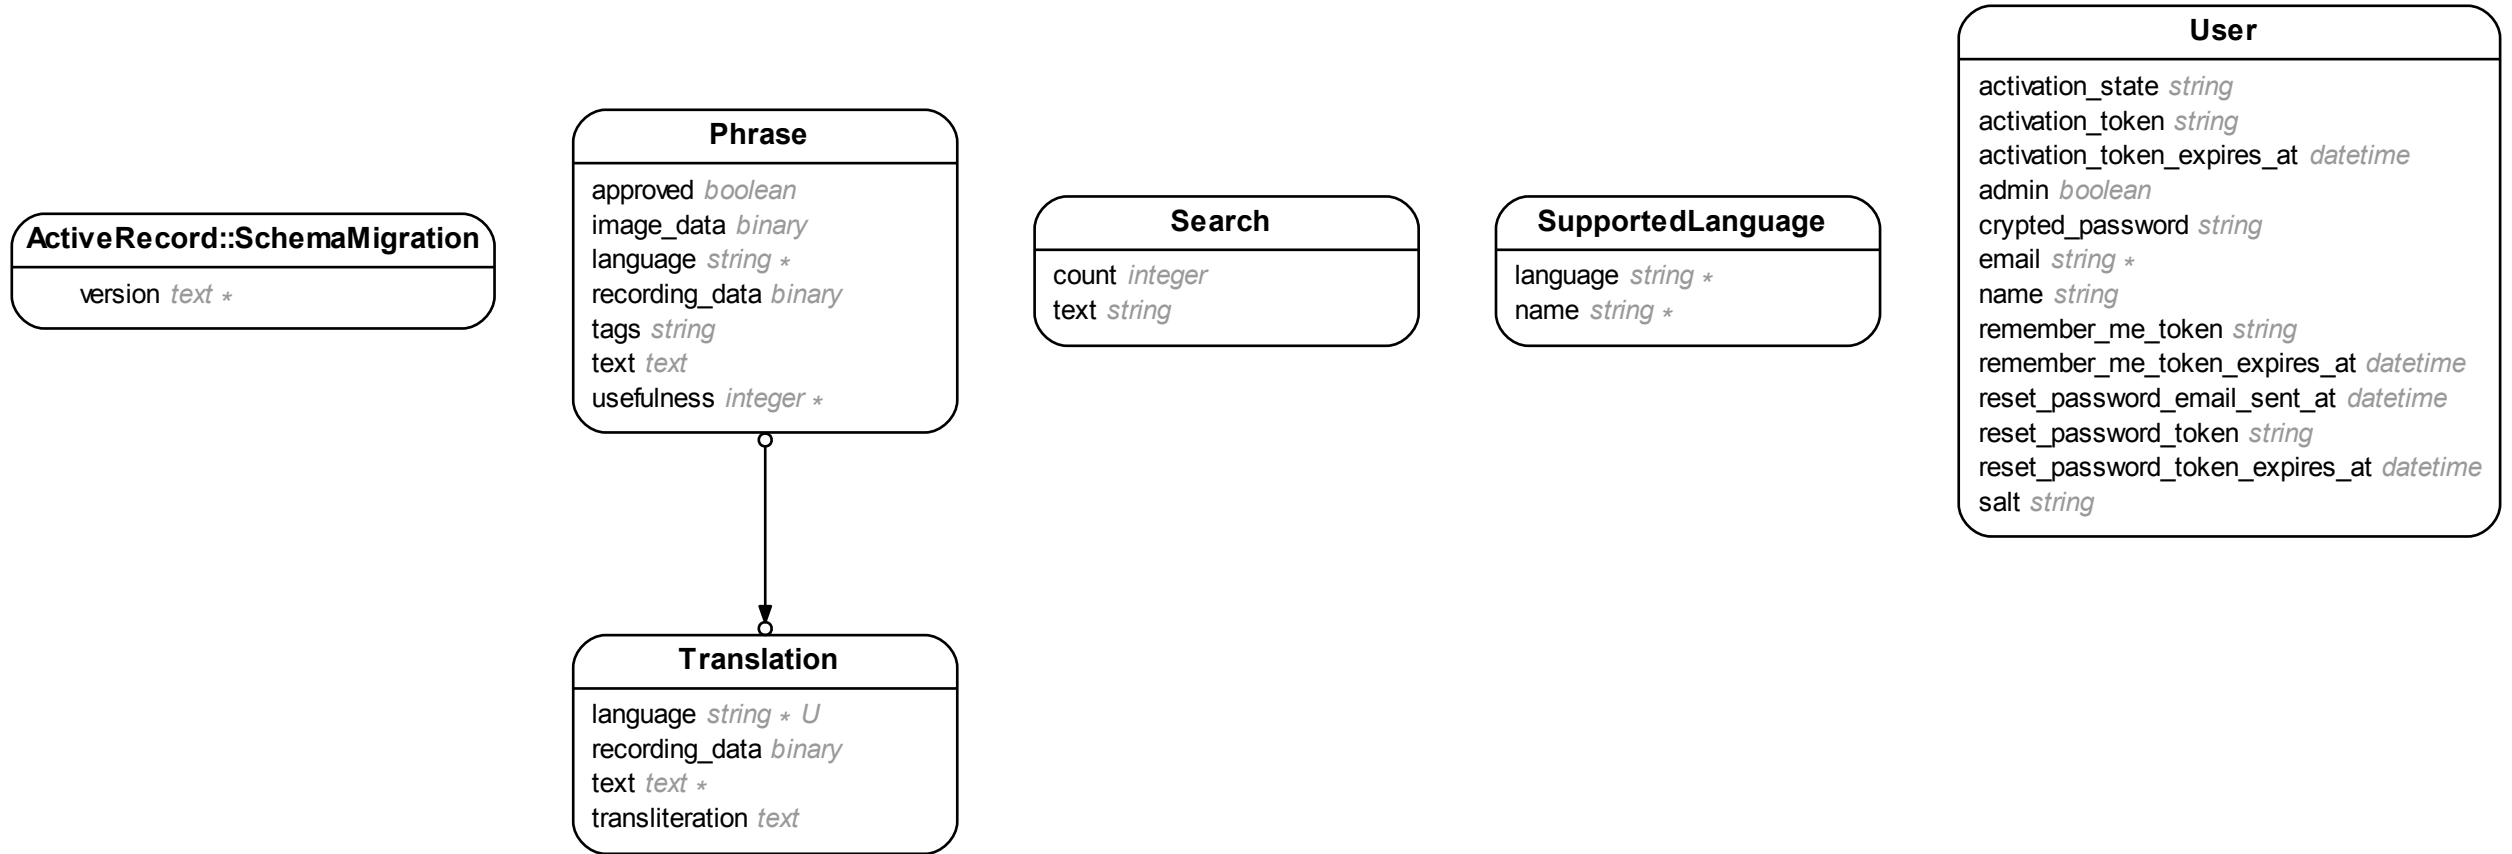 ActiveRecord::SchemaMigration
version text *
Phrase
approved boolean
image_data binary
language string *
recording_data binary
tags string
text text
usefulness integer *
Translation
language string * U
recording_data binary
text text *
transliteration text
Search
count integer
text string
SupportedLanguage
language string *
name string *
User
activation_state string
activation_token string
activation_token_expires_at datetime
admin boolean
crypted_password string
email string *
name string
remember_me_token string
remember_me_token_expires_at datetime
reset_password_email_sent_at datetime
reset_password_token string
reset_password_token_expires_at datetime
salt string